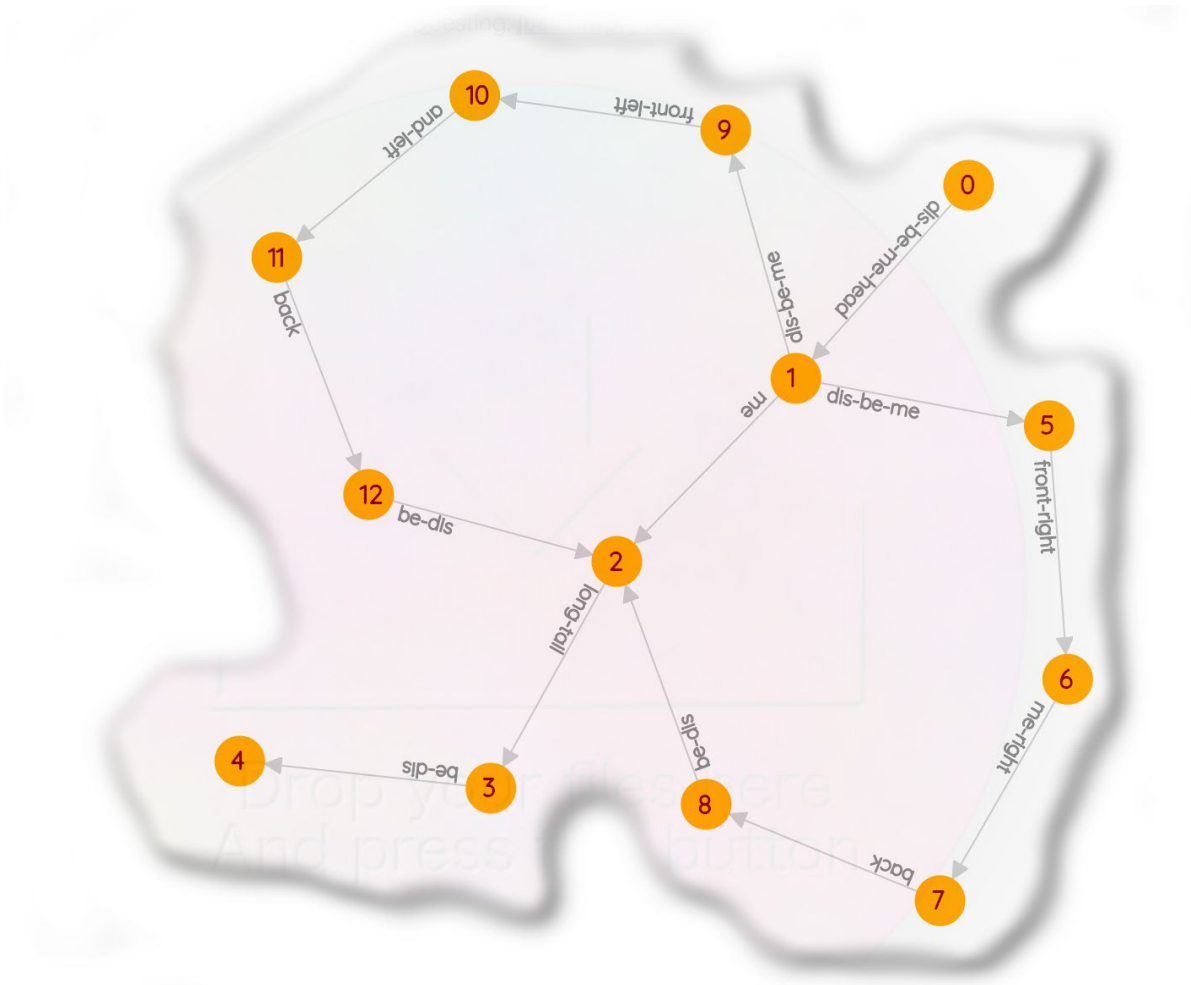 10
front-left
9
and-left
0
dis-be-me-head
11
dis-be-me
back
1
me
dis-be-me
5
front-right
12
be-dis
2
long-tail
6
me-right
be-dis
4
be-dis
3
8
back
7
Drop your files here
And press button